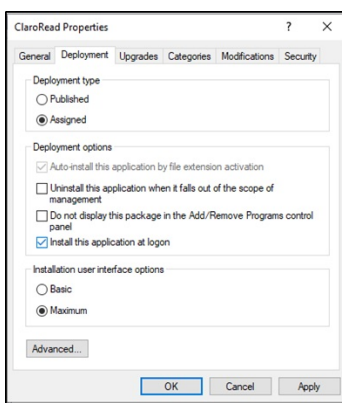 ClaroRead Properties
General Deployment Upgrades Categories Modifications Security
Deployment type
Published
Assigned
Deployment options
Auto-install this application by file extension activation
Uninstall this application when it falls out of the scope of
management
Do not display this package in the Add/Remove Programs control
panel
Install this application at logon
Installation user interface options
Basic
Maximum
Advanced...
OK Cancel Apply